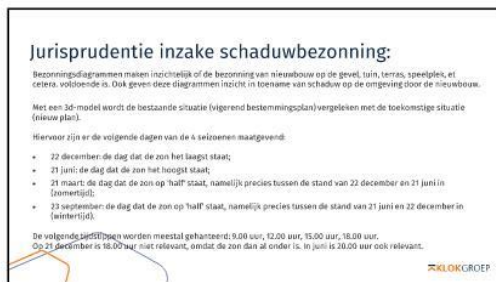 Jurisprudentie inzake schaduwbezonning:
Bezonningsdiagrammen maken inzichtelijk of de bezonning van nieuwbouw op de gevel, tuin, terras, speelplek, et
cetera. voldoende is. Ook geven deze diagrammen inzicht in toename van schaduw op de omgeving door de nieuwbouw.
Met een 3d-model wordt de bestaande situatie (vigerend bestemmingsplan) vergeleken met de toekomstige situatie
(nieuw plan).
Hiervoor zijn er de volgende dagen van de 4 seizoenen maatgevend:
• 22 december: de dag dat de zon het laagst staat;
• 21 juni: de dag dat de zon het hoogst staat;
• 21 maart: de dag dat de zon op 'half' staat, namelijk precies tussen de stand van 22 december en 21 juni in
(zomertijd);
• 23 september: de dag dat de zon op 'half' staat, namelijk precies tussen de stand van 21 juni en 22 december in
(wintertijd).
De volgende tijdstippen worden meestal gehanteerd: 9.00 uur, 12.00 uur, 15.00 uur, 18.00 uur.
Op 21 december is 18.00 uur niet relevant, omdat de zon dan al onder is. In juni is 20.00 uur ook relevant.
KLOKGROEP